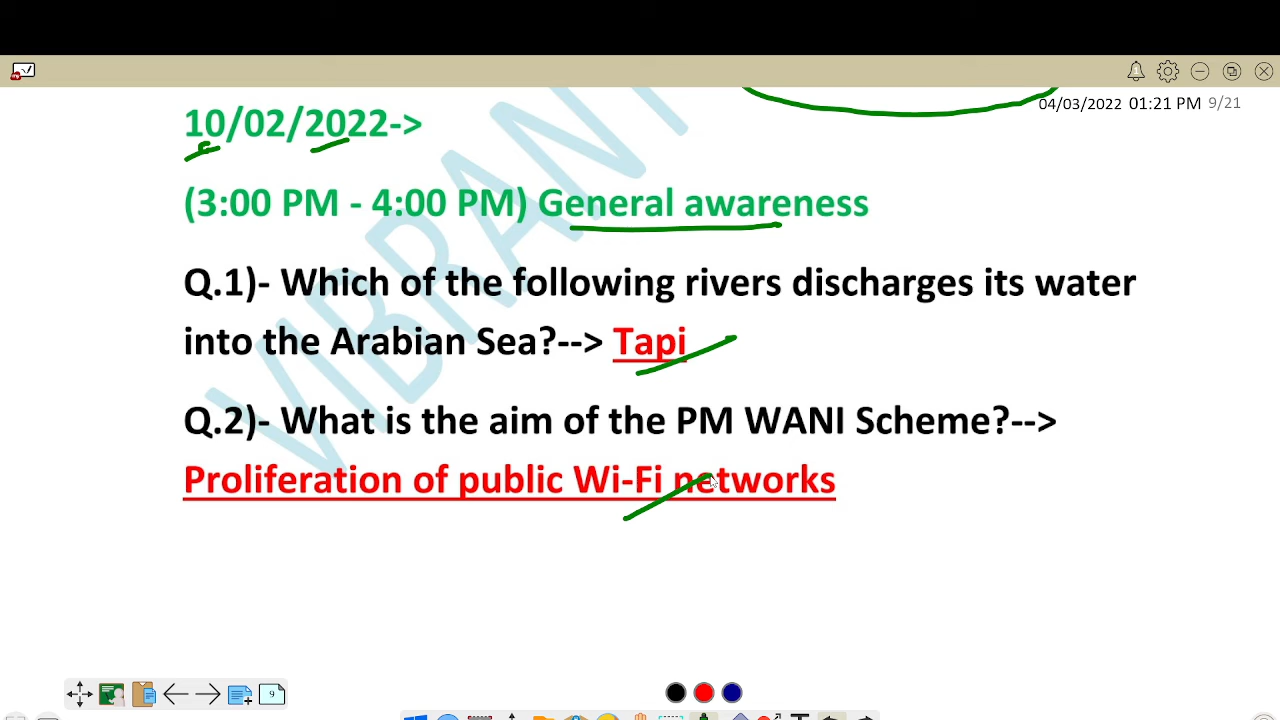 04/03/2022 01:21 PM 9/21
10/02/2022->
(3:00 PM - 4:00 PM) General awareness
Q.1)- Which of the following rivers discharges its water
into the Arabian Sea?--> Tapi
Q.2)- What is the aim of the PM WANI Scheme?-->
Proliferation of public Wi-Fi networks
VIBRANT
9